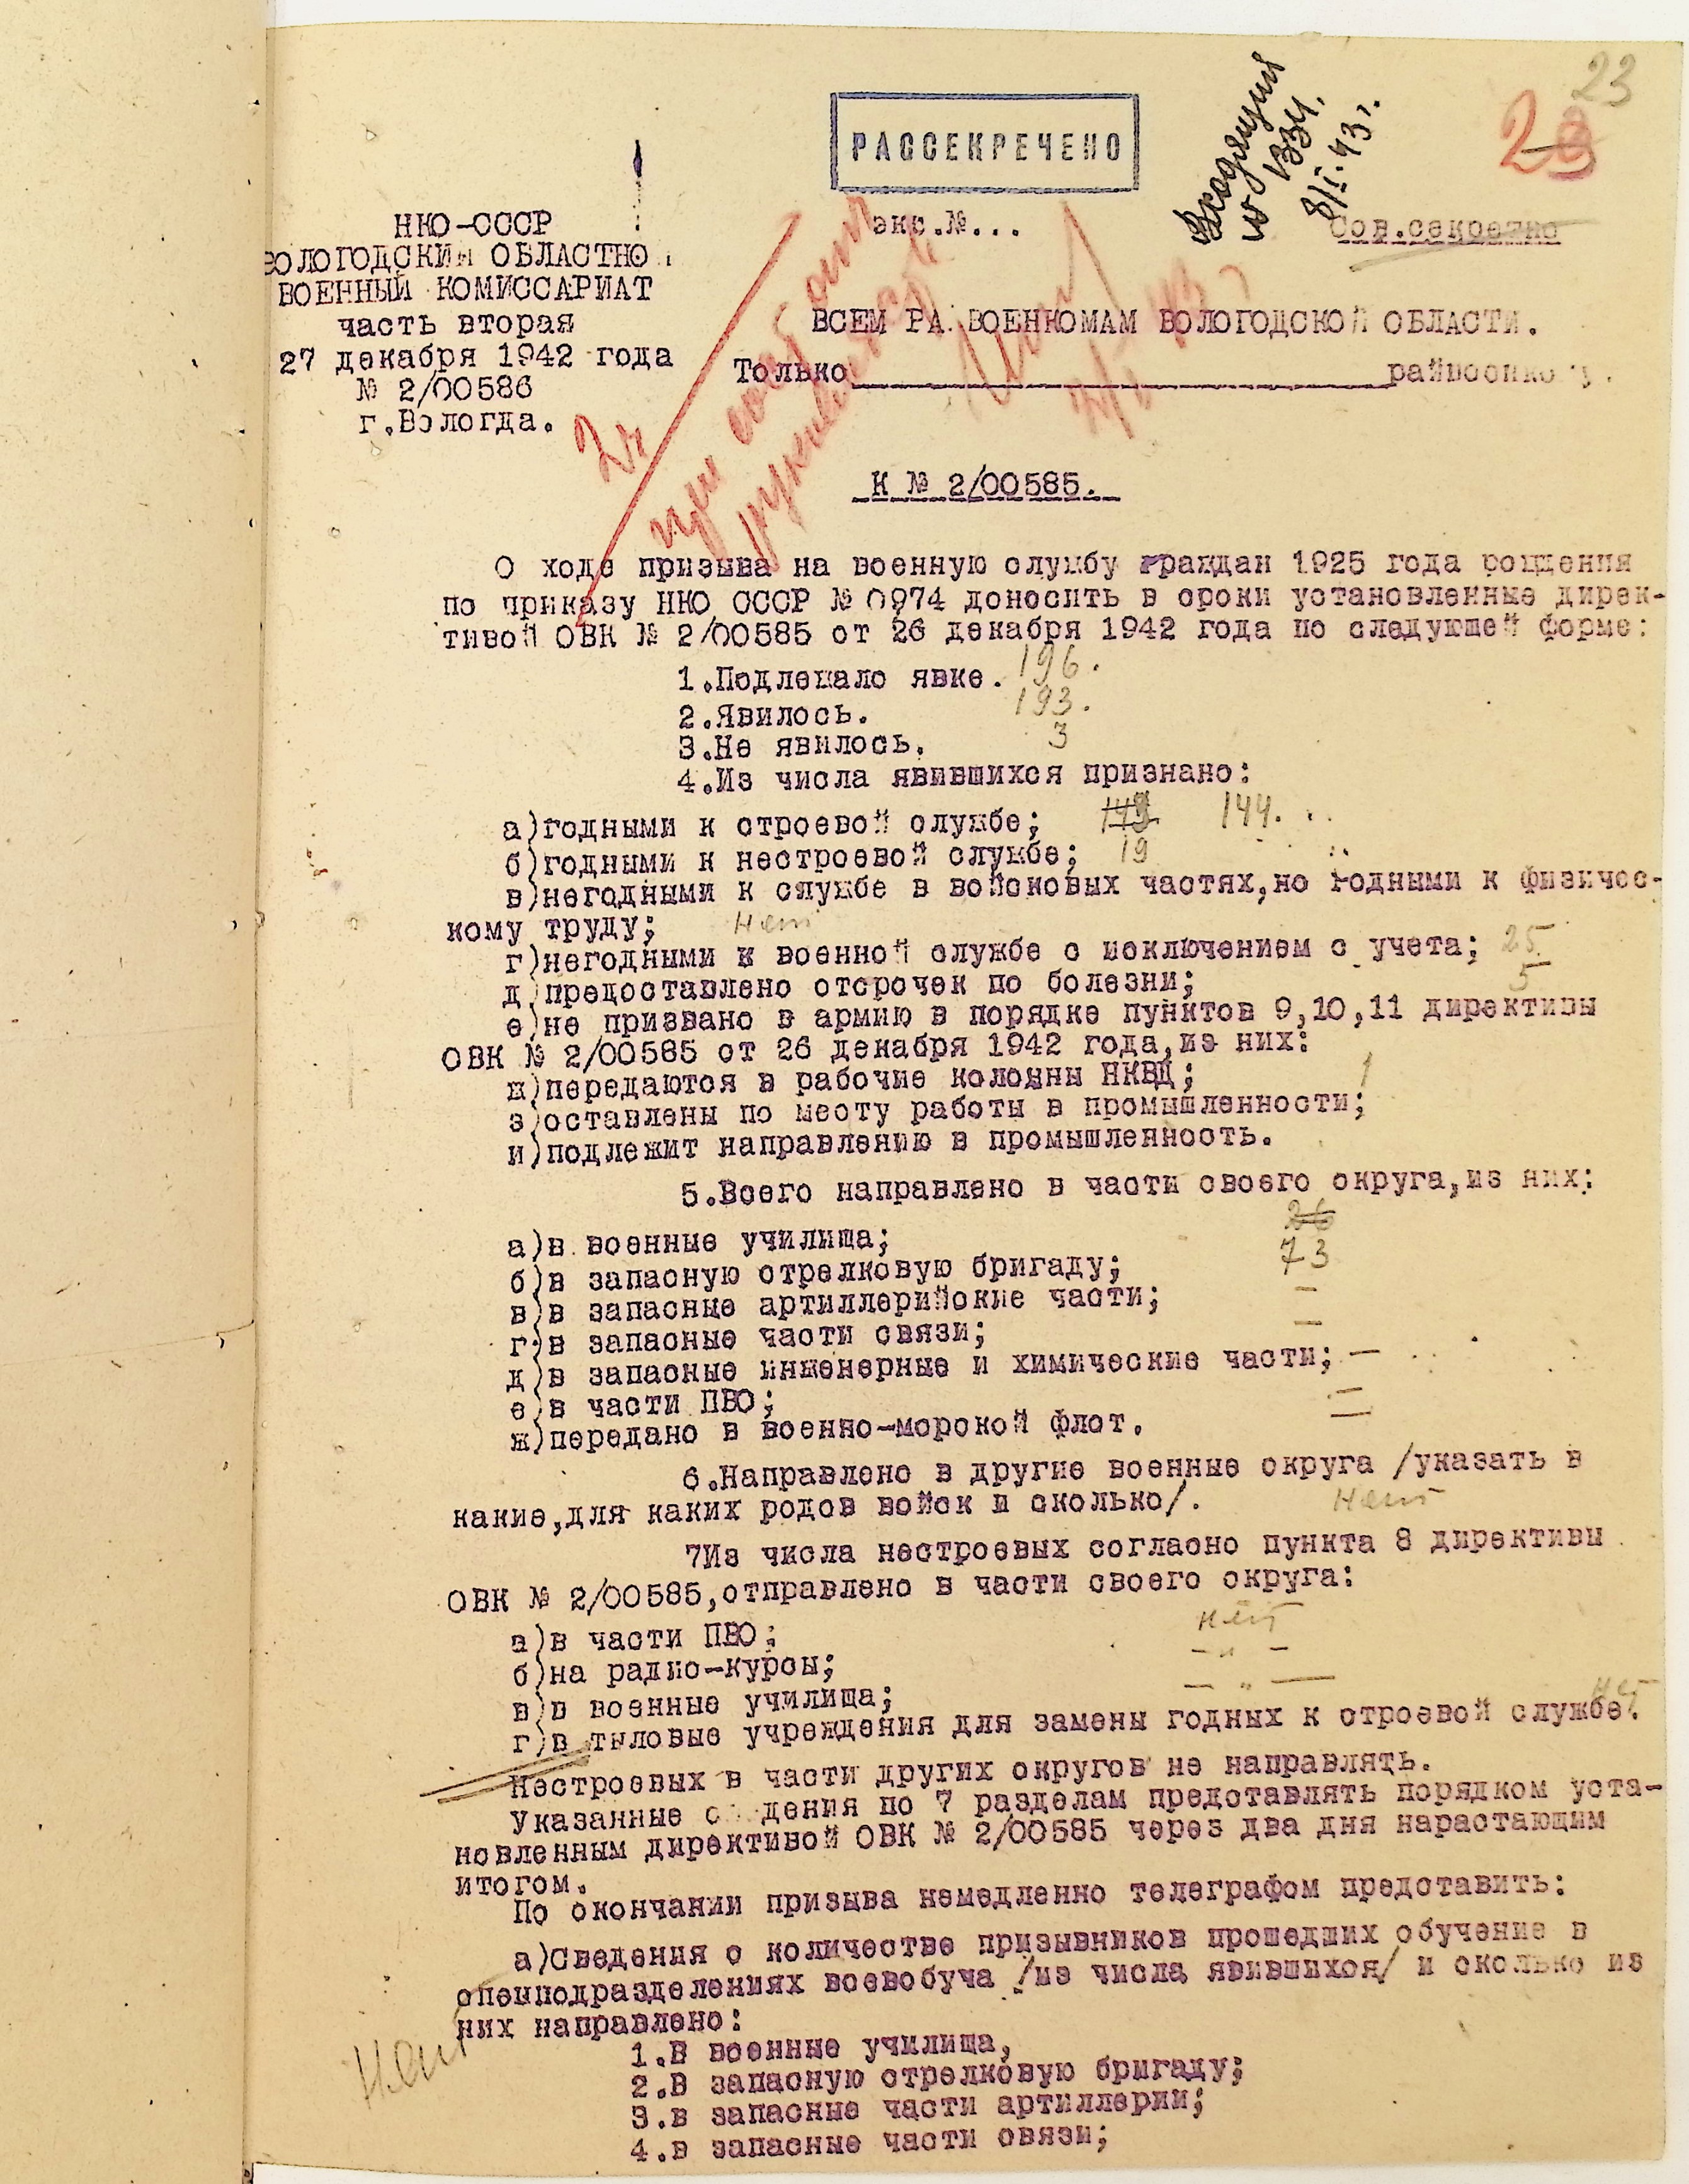 23
РАССЕКРЕЧЕНО
Входящий
№ 1334.
8/I.43г.
экз.№...
Сов.секретно
НКО-СССР
ВОЛОГОДСКИЙ ОБЛАСТНО
ВОЕННЫЙ КОМИССАРИАТ
часть вторая
27 декабря 1942 года
№ 2/00586
г.Вологда.
ВСЕМ РА ВОЕНКОМАМ ВОЛОГОДСКОЙ ОБЛАСТИ.
Только райвоенкому.
2ч
К № 2/00585.
О ходе призыва на военную службу граждан 1925 года рождения
по приказу НКО СССР № 0974 доносить в сроки установленные дирек-
тивой ОВК № 2/00585 от 26 декабря 1942 года по следующей форме:
1.Подлежало явке. 196.
2.Явилось. 193.
3.Не явилось. 3
4.Из числа явившихся признано:
а)годными к строевой службе; 144.
б)годными к нестроевой службе; 19
в)негодными к службе в войсковых частях,но годными к физичес-
кому труду; Нет
г)негодными к военной службе с исключением с учета; 25
д)предоставлено отсрочек по болезни; 5
е)не призвано в армию в порядке пунктов 9,10,11 директивы
ОВК № 2/00585 от 26 декабря 1942 года,из них:
ж)передаются в рабочие колонны НКВД; 1
з)оставлены по месту работы в промышленности;
и)подлежит направлению в промышленность.
5.Всего направлено в части своего округа,из них:
а)в военные училища; 26
б)в запасную стрелковую бригаду; 73
в)в запасные артиллерийские части; —
г)в запасные части связи; —
д)в запасные инженерные и химические части; —
е)в части ПВО; —
ж)передано в военно-морской флот. —
6.Направлено в другие военные округа /указать в
какие,для каких родов войск и сколько/. Нет
7Из числа нестроевых согласно пункта 8 директивы
ОВК № 2/00585,отправлено в части своего округа:
а)в части ПВО; нет
б)на радио-курсы; — " —
в)в военные училища; — " —
г)в тыловые учреждения для замены годных к строевой службе. нет
Нестроевых в части других округов не направлять.
Указанные с дения по 7 разделам представлять порядком уста-
новленным директивой ОВК № 2/00585 через два дня нарастающим
итогом.
По окончании призыва немедленно телеграфом представить:
а)Сведения о количестве призывников прошедших обучение в
спецподразделениях всевобуча /из числа явившихся/ и сколько из
них направлено:
Нет
1.В военные училища,
2.В запасную стрелковую бригаду;
3.в запасные части артиллерии;
4.в запасные части связи;